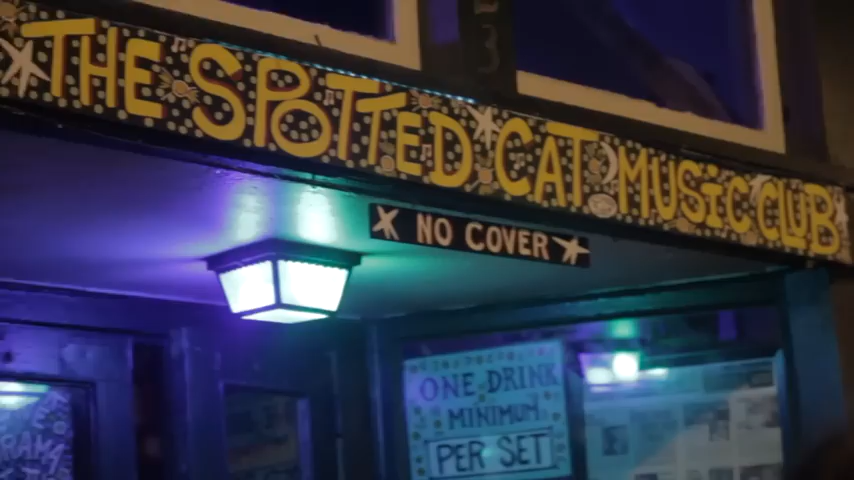 THE SPOTTED CAT MUSIC CLUB
NO COVER
ONE DRINK
MINIMUM
PER SET